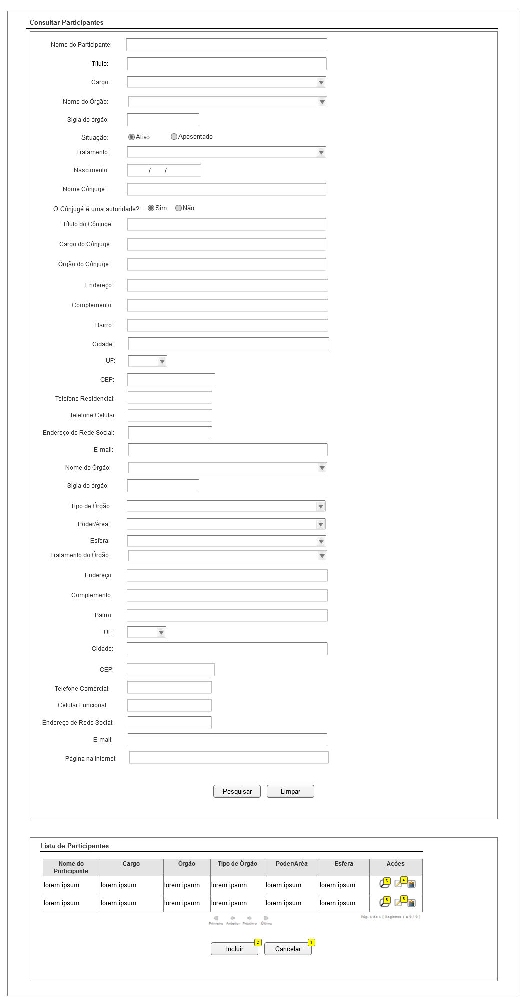 Consultar Participantes
Nome do Participante:
Título:
Cargo:
Nome do Órgão:
Sigla do órgão:
Situação: Ativo Aposentado
Tratamento:
Nascimento: / /
Nome Cônjuge:
O Cônjugé é uma autoridade?: Sim Não
Título do Cônjuge:
Cargo do Cônjuge:
Órgão do Cônjuge:
Endereço:
Complemento:
Bairro:
Cidade:
UF:
CEP:
Telefone Residencial:
Telefone Celular:
Endereço de Rede Social:
E-mail:
Nome do Órgão:
Sigla do órgão:
Tipo de Órgão:
Poder/Área:
Esfera:
Tratamento do Órgão:
Endereço:
Complemento:
Bairro:
UF:
Cidade:
CEP:
Telefone Comercial:
Celular Funcional:
Endereço de Rede Social:
E-mail:
Página na Internet:
Pesquisar Limpar
Lista de Participantes
Nome do Participante Cargo Órgão Tipo de Órgão Poder/Aréa Esfera Ações
lorem ipsum lorem ipsum lorem ipsum lorem ipsum lorem ipsum lorem ipsum 3 4
lorem ipsum lorem ipsum lorem ipsum lorem ipsum lorem ipsum lorem ipsum 5 6
Primeiro Anterior Próximo Último Pág. 1 de 1 ( Registros 1 a 9 / 9 )
Incluir 2 Cancelar 1